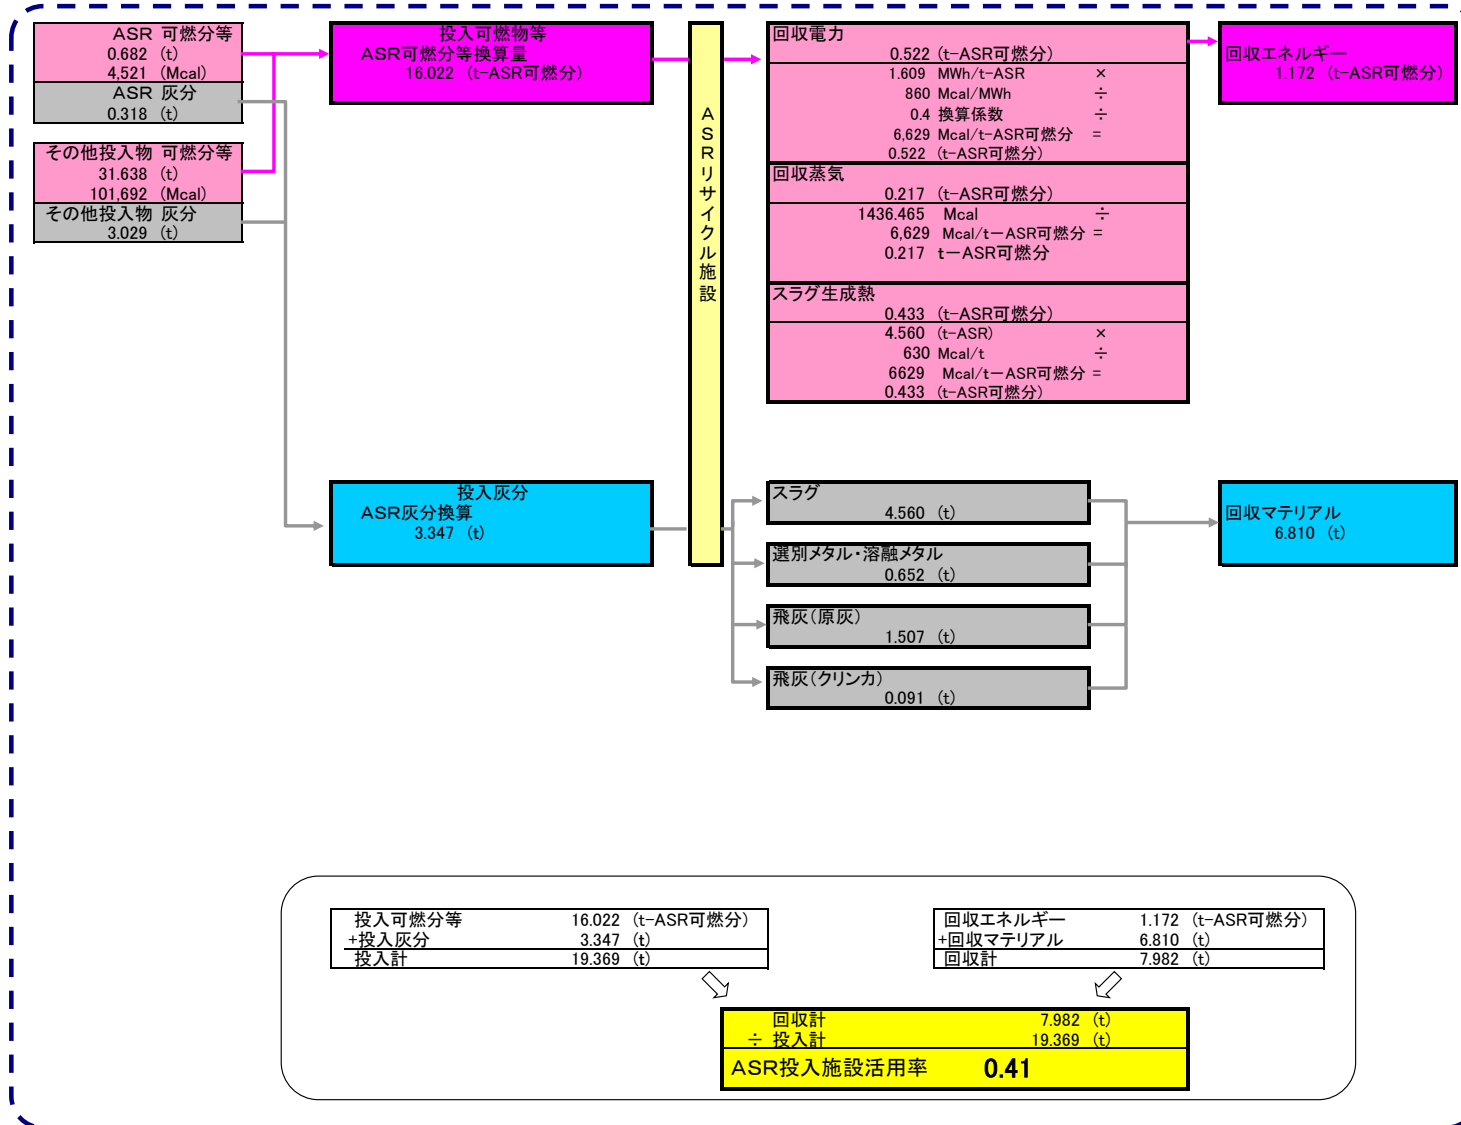 ASR 可燃分等
0.682 (t)
4,521 (Mcal)
ASR 灰分
0.318 (t)
その他投入物 可燃分等
31.638 (t)
101,692 (Mcal)
その他投入物 灰分
3.029 (t)
投入可燃物等
ASR可燃分等換算量
16.022 (t-ASR可燃分)
投入灰分
ASR灰分換算
3.347 (t)
ASRリサイクル施設
回収電力
0.522 (t-ASR可燃分)
1.609 MWh/t-ASR ×
860 Mcal/MWh ÷
0.4 換算係数 ÷
6,629 Mcal/t-ASR可燃分 =
0.522 (t-ASR可燃分)
回収蒸気
0.217 (t-ASR可燃分)
1436.465 Mcal ÷
6,629 Mcal/t-ASR可燃分 =
0.217 t-ASR可燃分
スラグ生成熱
0.433 (t-ASR可燃分)
4.560 (t-ASR) ×
630 Mcal/t ÷
6629 Mcal/t-ASR可燃分 =
0.433 (t-ASR可燃分)
回収エネルギー
1.172 (t-ASR可燃分)
スラグ
4.560 (t)
選別メタル・溶融メタル
0.652 (t)
飛灰(原灰)
1.507 (t)
飛灰(クリンカ)
0.091 (t)
回収マテリアル
6.810 (t)
投入可燃分等 16.022 (t-ASR可燃分)
+投入灰分 3.347 (t)
投入計 19.369 (t)
回収エネルギー 1.172 (t-ASR可燃分)
+回収マテリアル 6.810 (t)
回収計 7.982 (t)
回収計 7.982 (t)
÷ 投入計 19.369 (t)
ASR投入施設活用率 0.41